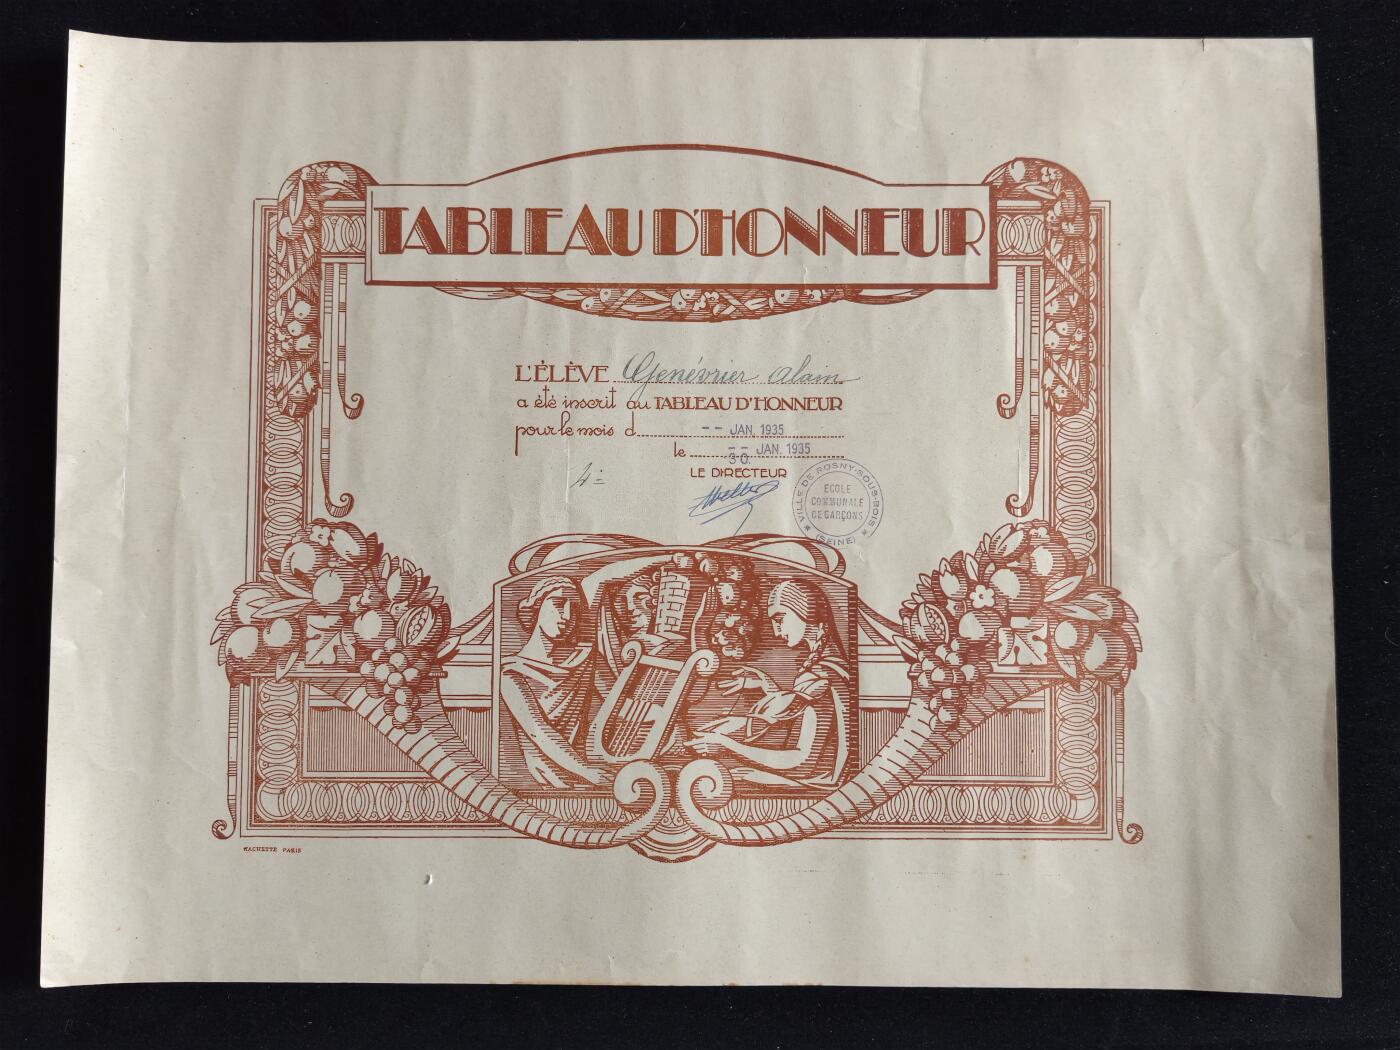 TABLEAU D'HONNEUR
L'ÉLÈVE Genévrier Alain
a été inscrit au TABLEAU D'HONNEUR
pour le mois d -- JAN. 1935
le -- JAN. 1935
30.
LE DIRECTEUR
VILLE DE ROSNY-SOUS-BOIS
ECOLE
COMMUNALE
DE GARÇONS
(SEINE)
HACHETTE PARIS